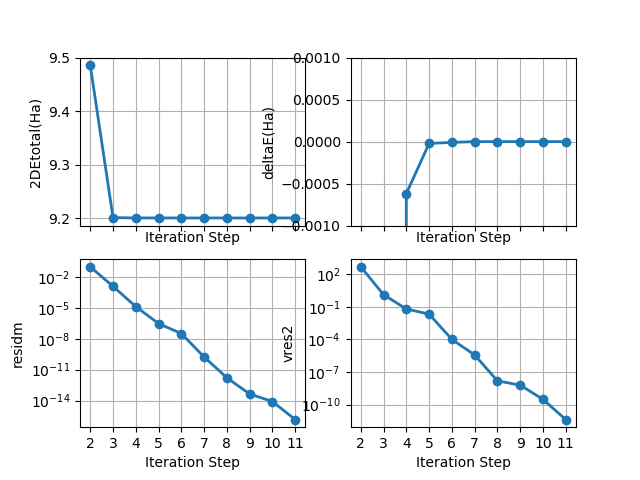 9.5
9.4
9.3
9.2
2DEtotal(Ha)
Iteration Step
0.0010
0.0005
0.0000
−0.0005
0.0010
deltaE(Ha)
Iteration Step
10−2
10−5
10−8
10−11
10−14
residm
2 3 4 5 6 7 8 9 10 11
Iteration Step
102
10−1
10−4
10−7
10−10
vres2
2 3 4 5 6 7 8 9 10 11
Iteration Step